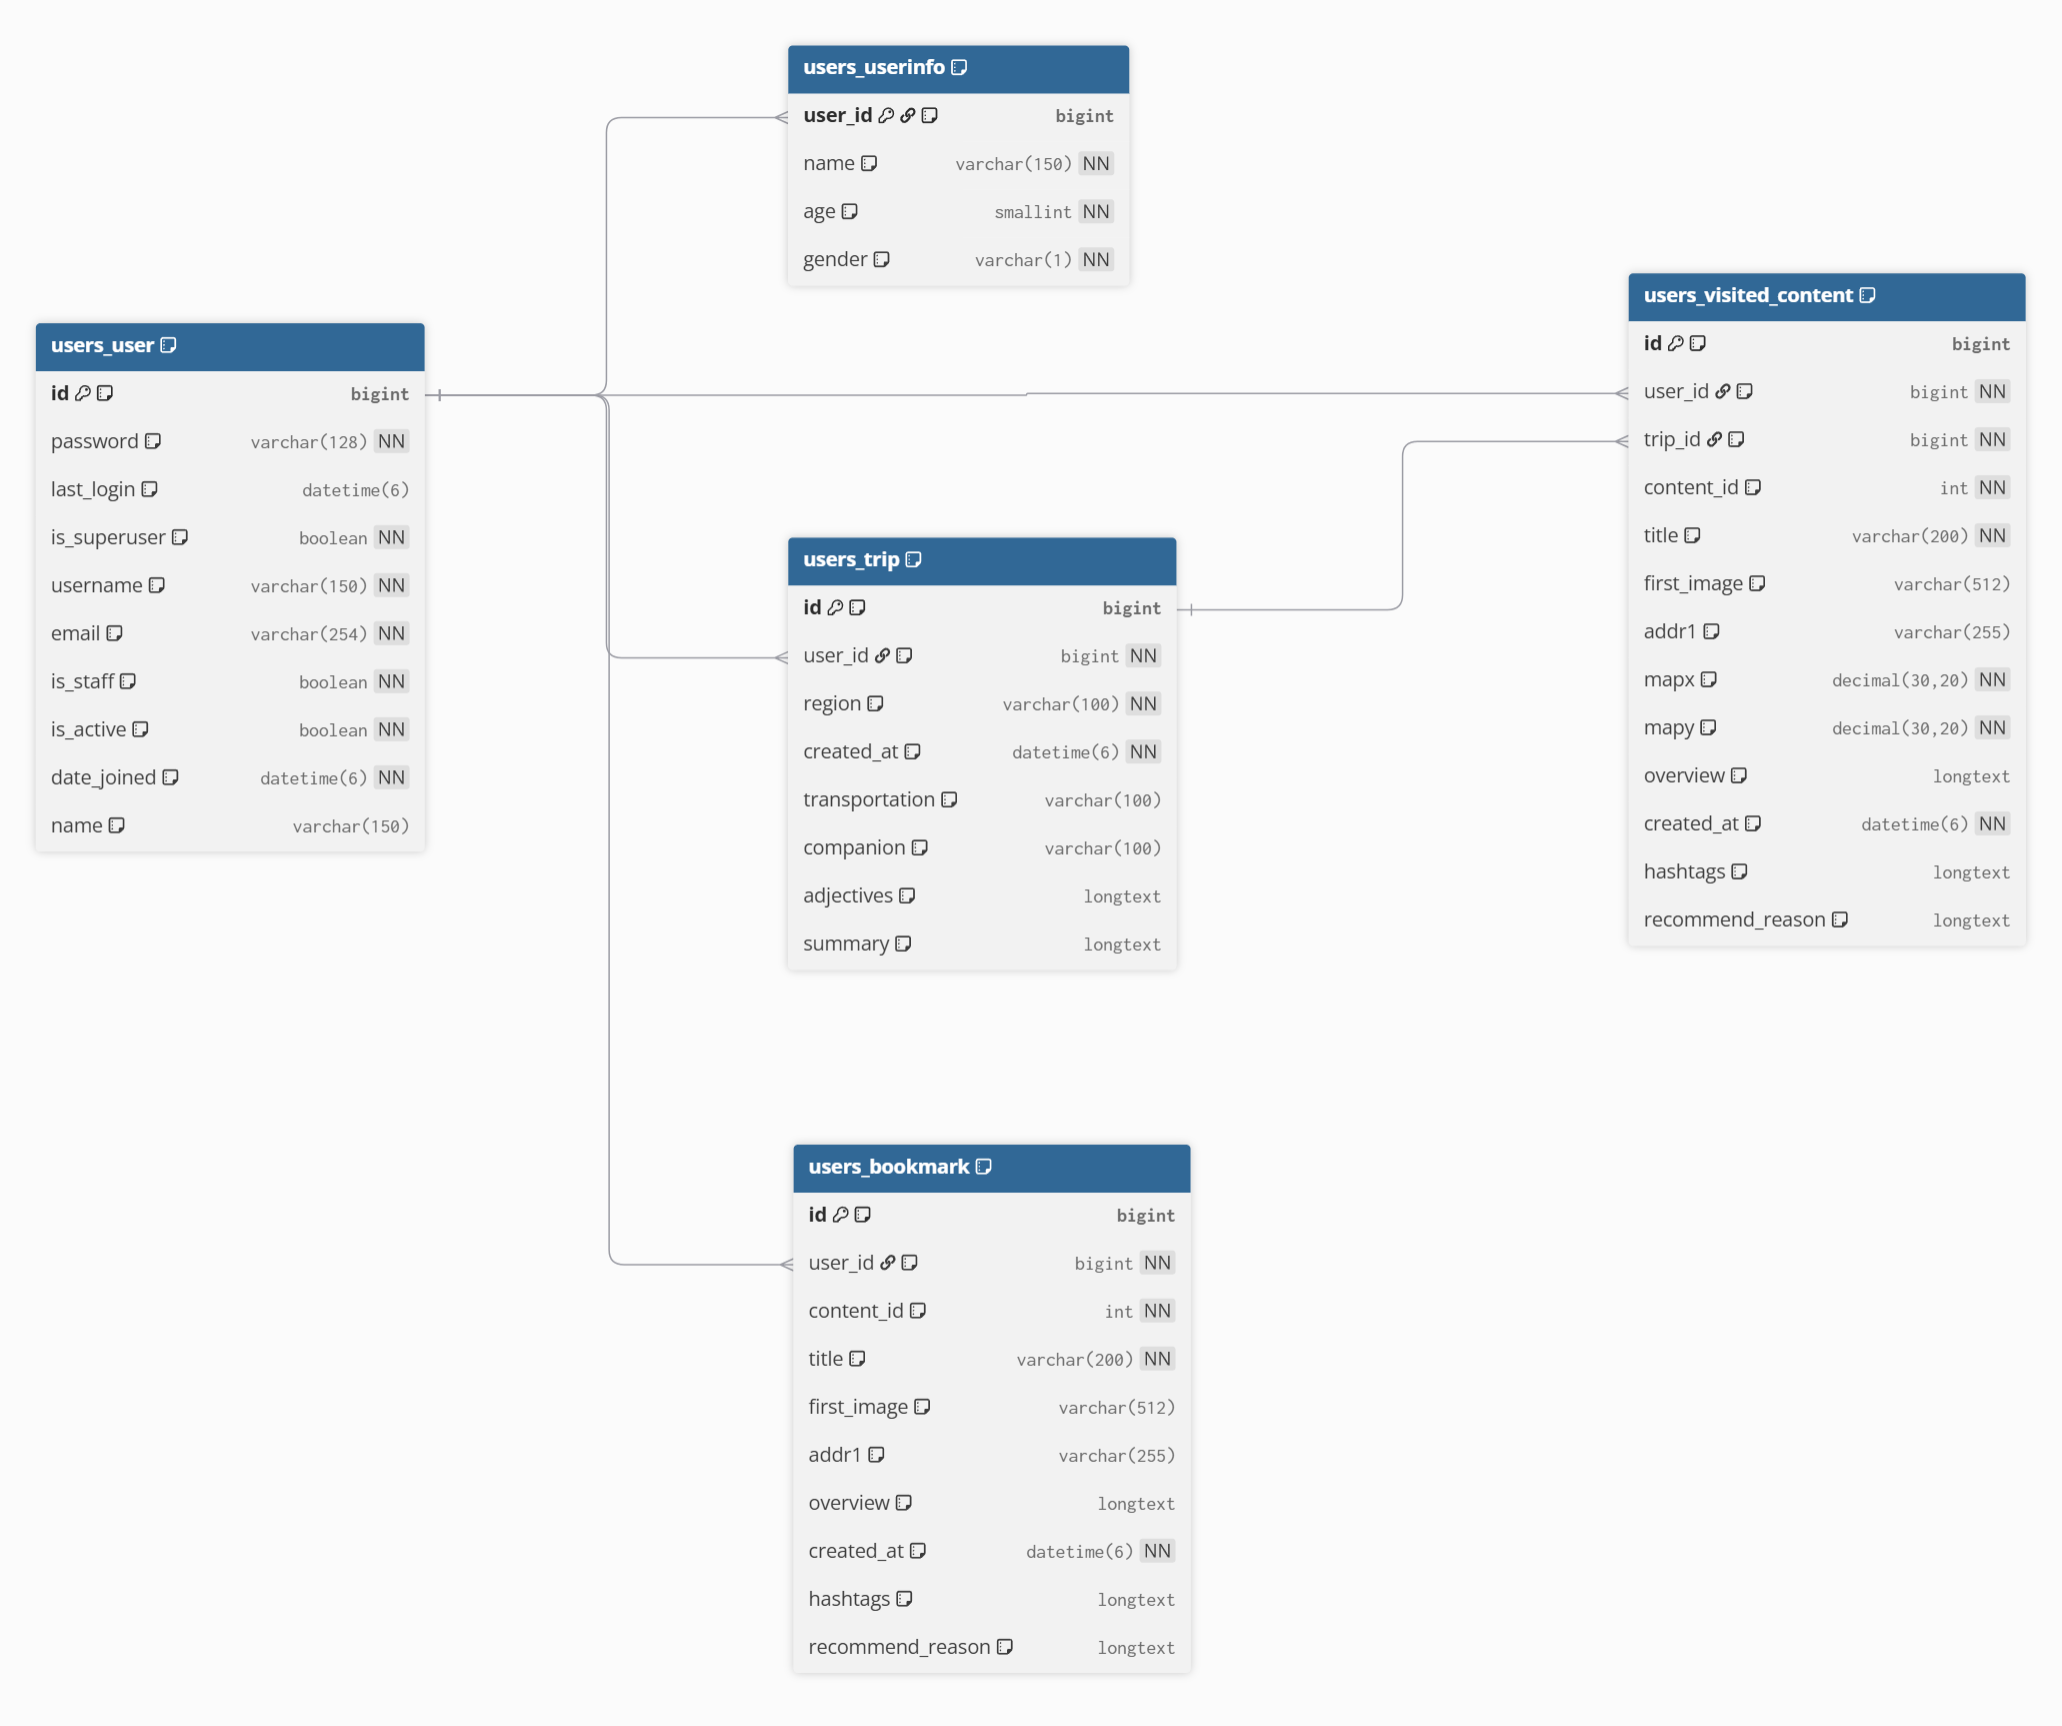 users_userinfo
user_id bigint
name varchar(150) NN
age smallint NN
gender varchar(1) NN
users_user
id bigint
password varchar(128) NN
last_login datetime(6)
is_superuser boolean NN
username varchar(150) NN
email varchar(254) NN
is_staff boolean NN
is_active boolean NN
date_joined datetime(6) NN
name varchar(150)
users_trip
id bigint
user_id bigint NN
region varchar(100) NN
created_at datetime(6) NN
transportation varchar(100)
companion varchar(100)
adjectives longtext
summary longtext
users_visited_content
id bigint
user_id bigint NN
trip_id bigint NN
content_id int NN
title varchar(200) NN
first_image varchar(512)
addr1 varchar(255)
mapx decimal(30,20) NN
mapy decimal(30,20) NN
overview longtext
created_at datetime(6) NN
hashtags longtext
recommend_reason longtext
users_bookmark
id bigint
user_id bigint NN
content_id int NN
title varchar(200) NN
first_image varchar(512)
addr1 varchar(255)
overview longtext
created_at datetime(6) NN
hashtags longtext
recommend_reason longtext